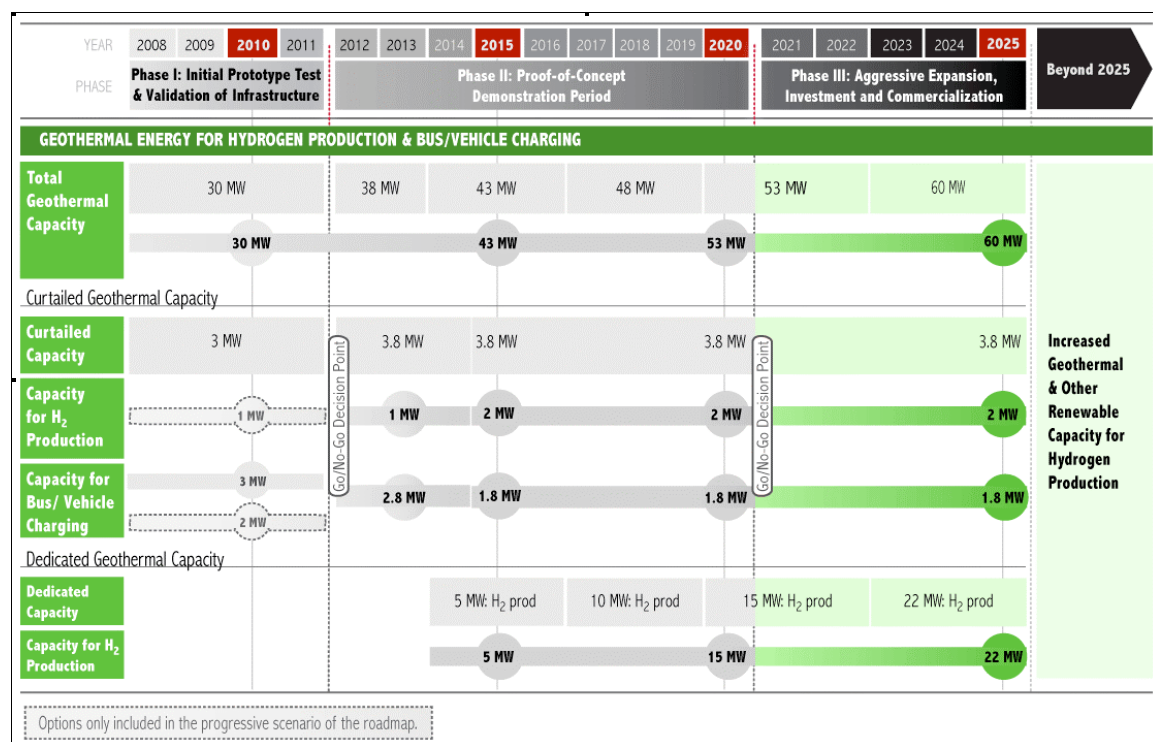 YEAR 2008 2009 2010 2011 2012 2013 2014 2015 2016 2017 2018 2019 2020 2021 2022 2023 2024 2025
PHASE
Phase I: Initial Prototype Test
& Validation of Infrastructure
Phase II: Proof-of-Concept
Demonstration Period
Phase III: Aggressive Expansion,
Investment and Commercialization
Beyond 2025
GEOTHERMAL ENERGY FOR HYDROGEN PRODUCTION & BUS/VEHICLE CHARGING
Total
Geothermal
Capacity
30 MW 38 MW 43 MW 48 MW 53 MW 60 MW
30 MW 43 MW 53 MW 60 MW
Curtailed Geothermal Capacity
Curtailed
Capacity
3 MW 3.8 MW 3.8 MW 3.8 MW 3.8 MW
Capacity
for H₂
Production
1 MW 1 MW 2 MW 2 MW 2 MW
Capacity for
Bus/ Vehicle
Charging
3 MW
2 MW
2.8 MW 1.8 MW 1.8 MW 1.8 MW
Go/No-Go Decision Point
Go/No-Go Decision Point
Dedicated Geothermal Capacity
Dedicated
Capacity
5 MW: H₂ prod 10 MW: H₂ prod 15 MW: H₂ prod 22 MW: H₂ prod
Capacity for H₂
Production
5 MW 15 MW 22 MW
Increased
Geothermal
& Other
Renewable
Capacity for
Hydrogen
Production
Options only included in the progressive scenario of the roadmap.